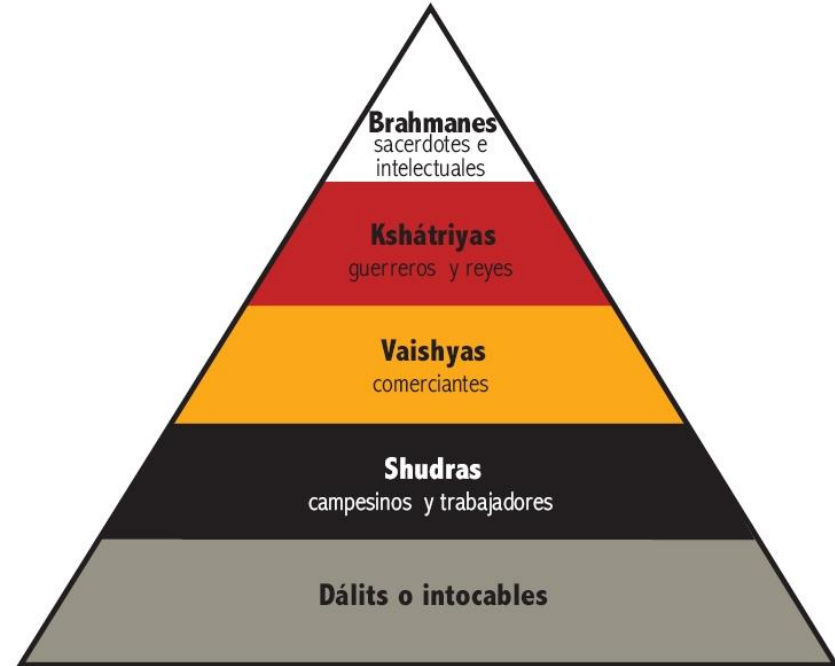 Brahmanes
sacerdotes e
intelectuales
Kshátriyas
guerreros y reyes
Vaishyas
comerciantes
Shudras
campesinos y trabajadores
Dálits o intocables